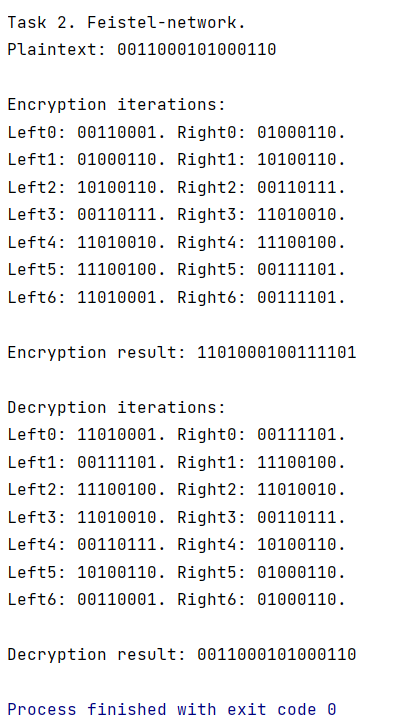 Task 2. Feistel-network.
Plaintext: 0011000101000110
Encryption iterations:
Left0: 00110001. Right0: 01000110.
Left1: 01000110. Right1: 10100110.
Left2: 10100110. Right2: 00110111.
Left3: 00110111. Right3: 11010010.
Left4: 11010010. Right4: 11100100.
Left5: 11100100. Right5: 00111101.
Left6: 11010001. Right6: 00111101.
Encryption result: 1101000100111101
Decryption iterations:
Left0: 11010001. Right0: 00111101.
Left1: 00111101. Right1: 11100100.
Left2: 11100100. Right2: 11010010.
Left3: 11010010. Right3: 00110111.
Left4: 00110111. Right4: 10100110.
Left5: 10100110. Right5: 01000110.
Left6: 00110001. Right6: 01000110.
Decryption result: 0011000101000110
Process finished with exit code 0